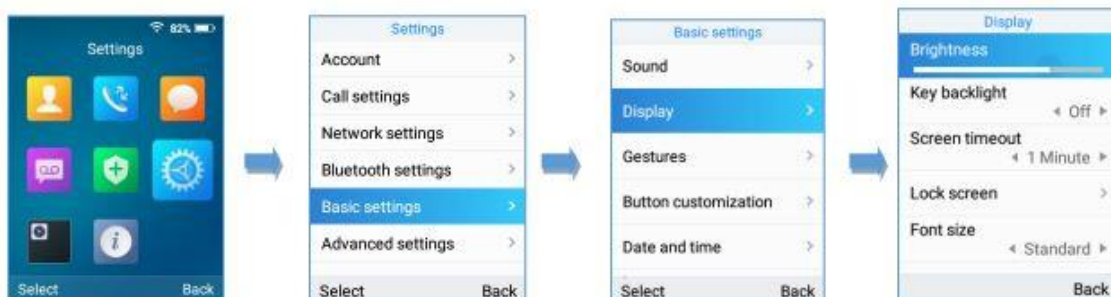 82%
Settings
Select Back
Settings
Account
Call settings
Network settings
Bluetooth settings
Basic settings
Advanced settings
Select Back
Basic settings
Sound
Display
Gestures
Button customization
Date and time
Select Back
Display
Brightness
Key backlight
Off
Screen timeout
1 Minute
Lock screen
Font size
Standard
Back